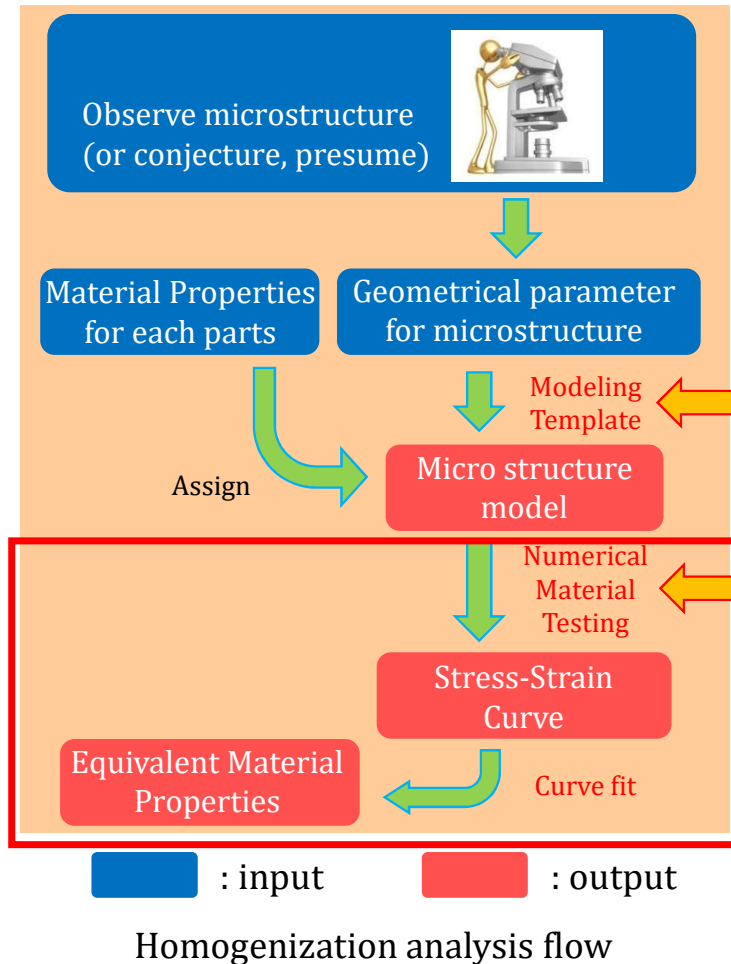 Observe microstructure
(or conjecture, presume)
Material Properties
for each parts
Geometrical parameter
for microstructure
Modeling
Template
Assign
Micro structure
model
Numerical
Material
Testing
Stress-Strain
Curve
Equivalent Material
Properties
Curve fit
: input
: output
Homogenization analysis flow